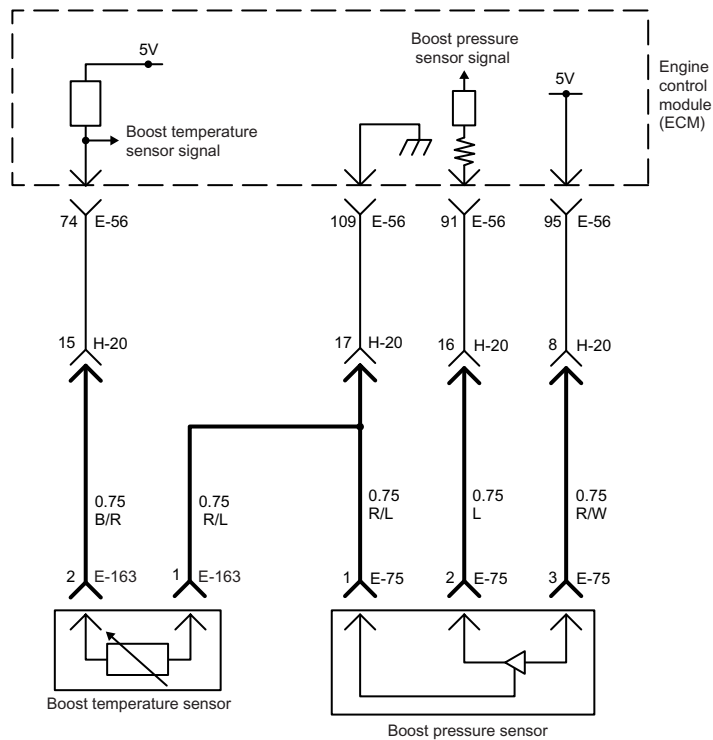 Boost pressure
sensor signal
5V
5V
Engine
control
module
(ECM)
Boost temperature
sensor signal
74 E-56
109 E-56
91 E-56
95 E-56
15 H-20
17 H-20
16 H-20
8 H-20
0.75
B/R
0.75
R/L
0.75
R/L
0.75
L
0.75
R/W
2 E-163
1 E-163
1 E-75
2 E-75
3 E-75
Boost temperature sensor
Boost pressure sensor